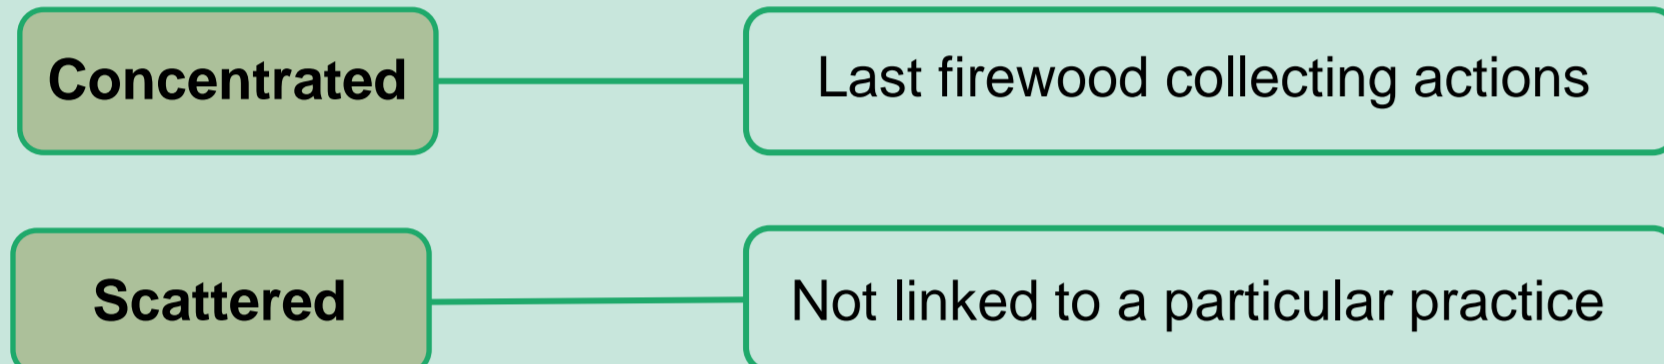 Concentrated
Last firewood collecting actions
Scattered
Not linked to a particular practice